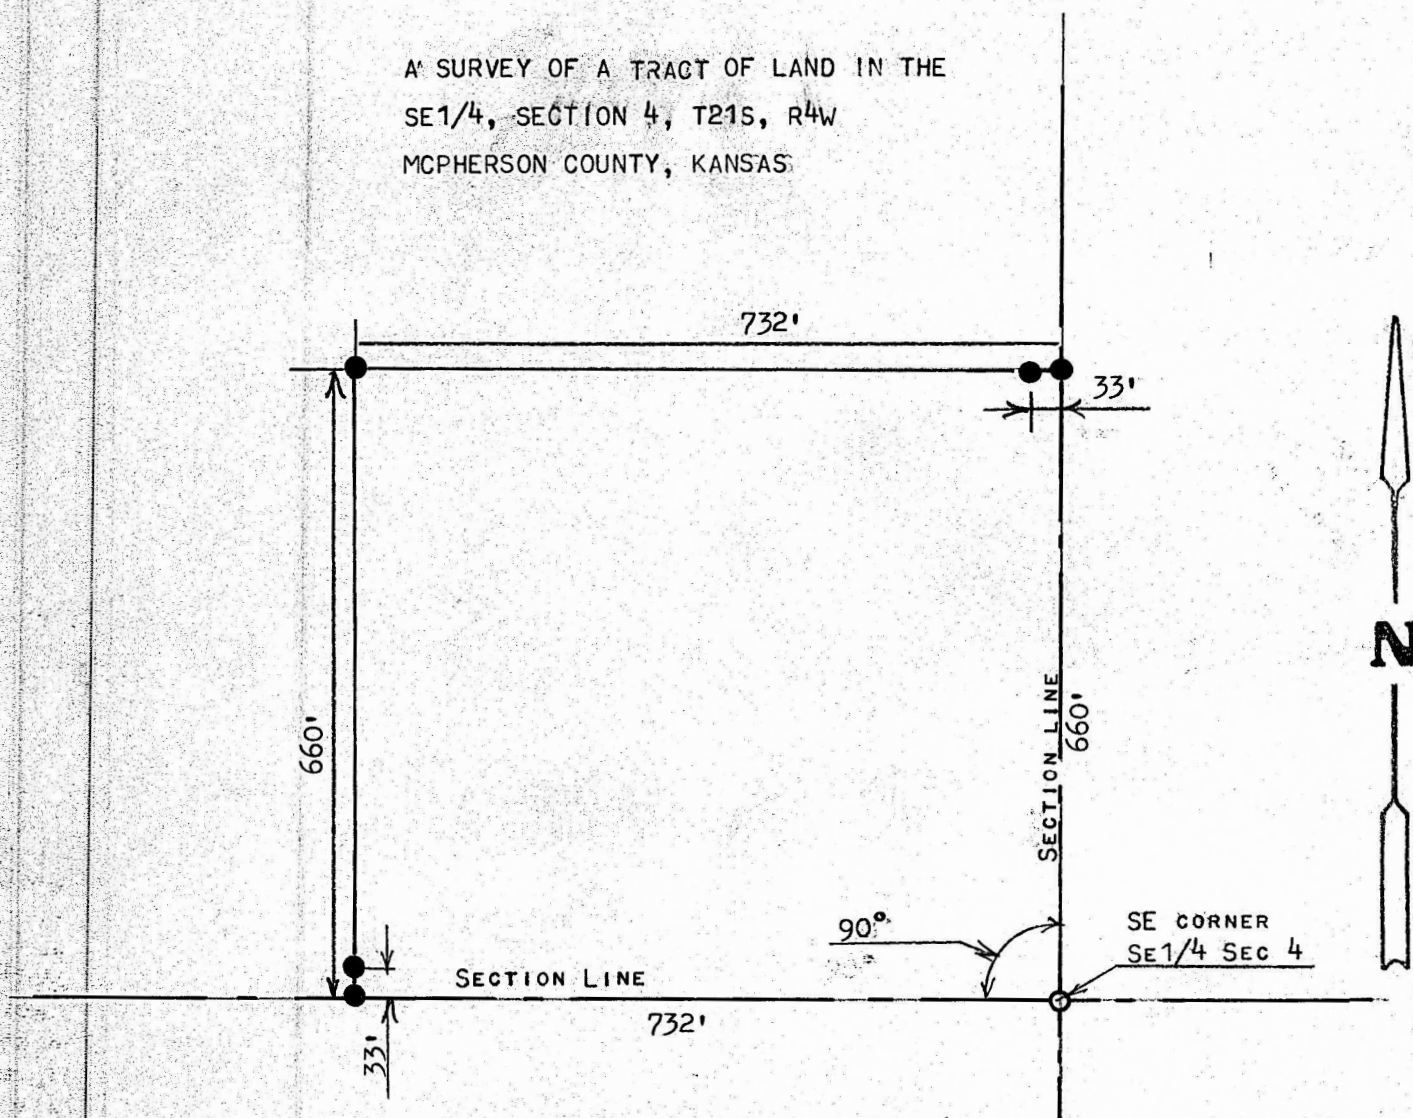 A SURVEY OF A TRACT OF LAND IN THE
SE1/4, SECTION 4, T21S, R4W
MCPHERSON COUNTY, KANSAS
732'
33'
N
660'
SECTION LINE
660'
90°
SE CORNER
SE1/4 SEC 4
SECTION LINE
732'
33'